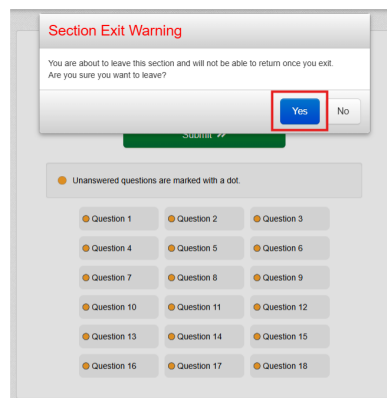 Section Exit Warning
You are about to leave this section and will not be able to return once you exit.
Are you sure you want to leave?
Yes No
Submit »
Unanswered questions are marked with a dot.
Question 1 Question 2 Question 3
Question 4 Question 5 Question 6
Question 7 Question 8 Question 9
Question 10 Question 11 Question 12
Question 13 Question 14 Question 15
Question 16 Question 17 Question 18